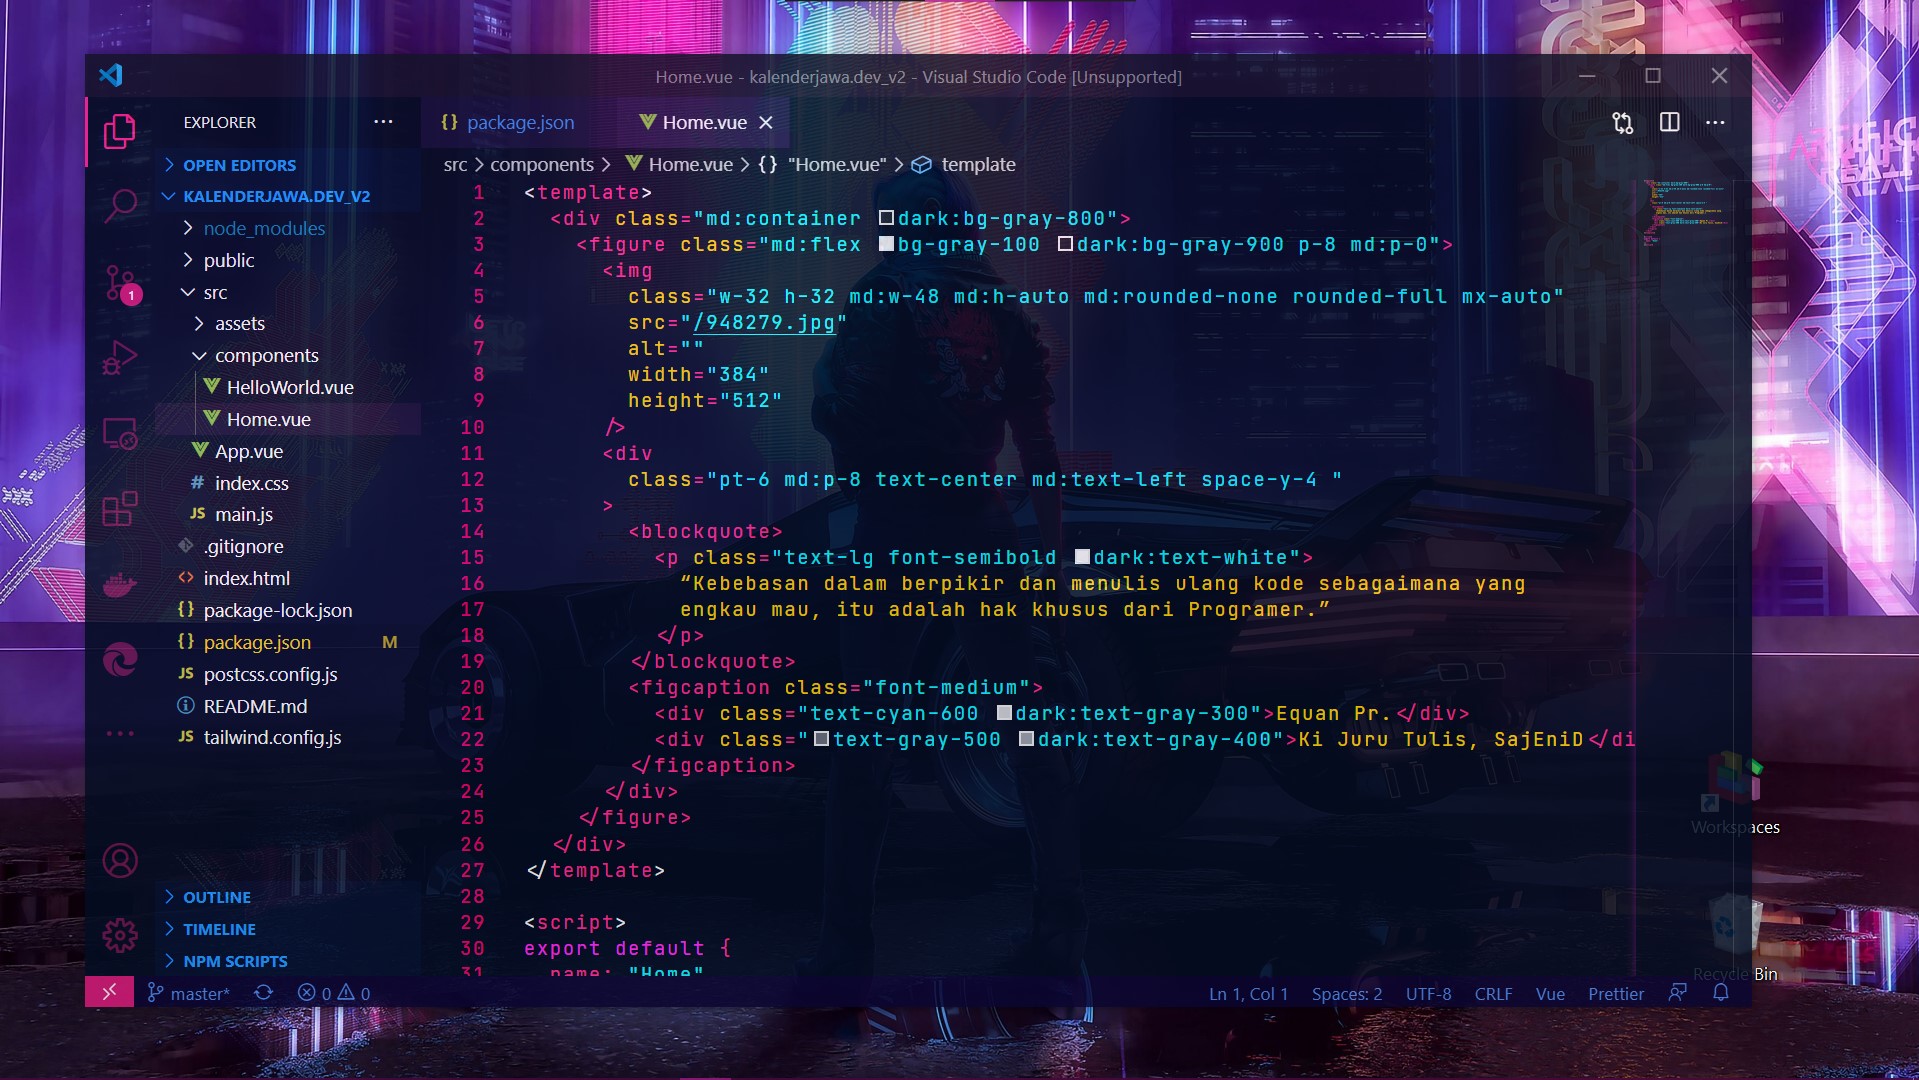 Home.vue - kalenderjawa.dev_v2 - Visual Studio Code [Unsupported]
EXPLORER
OPEN EDITORS
KALENDERJAWA.DEV_V2
node_modules
public
src
assets
components
HelloWorld.vue
Home.vue
App.vue
# index.css
JS main.js
.gitignore
<> index.html
{} package-lock.json
{} package.json M
JS postcss.config.js
README.md
JS tailwind.config.js
OUTLINE
TIMELINE
NPM SCRIPTS
1
{} package.json
Home.vue
src > components > Home.vue > {} "Home.vue" > template
1 <template>
2 <div class="md:container dark:bg-gray-800">
3 <figure class="md:flex bg-gray-100 dark:bg-gray-900 p-8 md:p-0">
4 <img
5 class="w-32 h-32 md:w-48 md:h-auto md:rounded-none rounded-full mx-auto"
6 src="/948279.jpg"
7 alt=""
8 width="384"
9 height="512"
10 />
11 <div
12 class="pt-6 md:p-8 text-center md:text-left space-y-4 "
13 >
14 <blockquote>
15 <p class="text-lg font-semibold dark:text-white">
16 “Kebebasan dalam berpikir dan menulis ulang kode sebagaimana yang
17 engkau mau, itu adalah hak khusus dari Programer.”
18 </p>
19 </blockquote>
20 <figcaption class="font-medium">
21 <div class="text-cyan-600 dark:text-gray-300">Equan Pr.</div>
22 <div class="text-gray-500 dark:text-gray-400">Ki Juru Tulis, SajEniD</di
23 </figcaption>
24 </div>
25 </figure>
26 </div>
27 </template>
28
29 <script>
30 export default {
31 name: "Home"
master* 0 0
Ln 1, Col 1 Spaces: 2 UTF-8 CRLF Vue Prettier
Workspaces
Recycle Bin